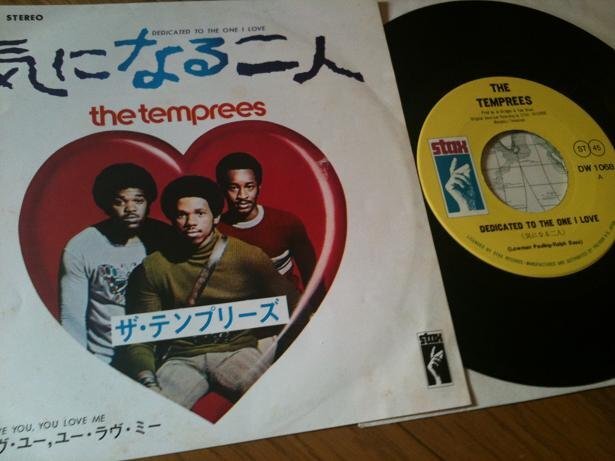 STEREO
DEDICATED TO THE ONE I LOVE
気になる二人
the temprees
ザ・テンプリーズ
stax
YOU, YOU LOVE ME
ヴ・ユー,ユー・ラヴ・ミー
THE
TEMPREES
stax
ST 45
DW 1068
A
DEDICATED TO THE ONE I LOVE
(気になる二人)
(Lowman Pauling-Ralph Bass)